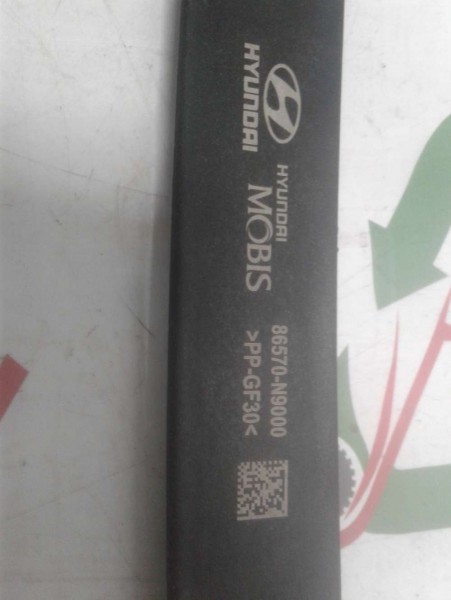 HYUNDAI
HYUNDAI
MOBIS
86570-N9000
>PP-GF30<